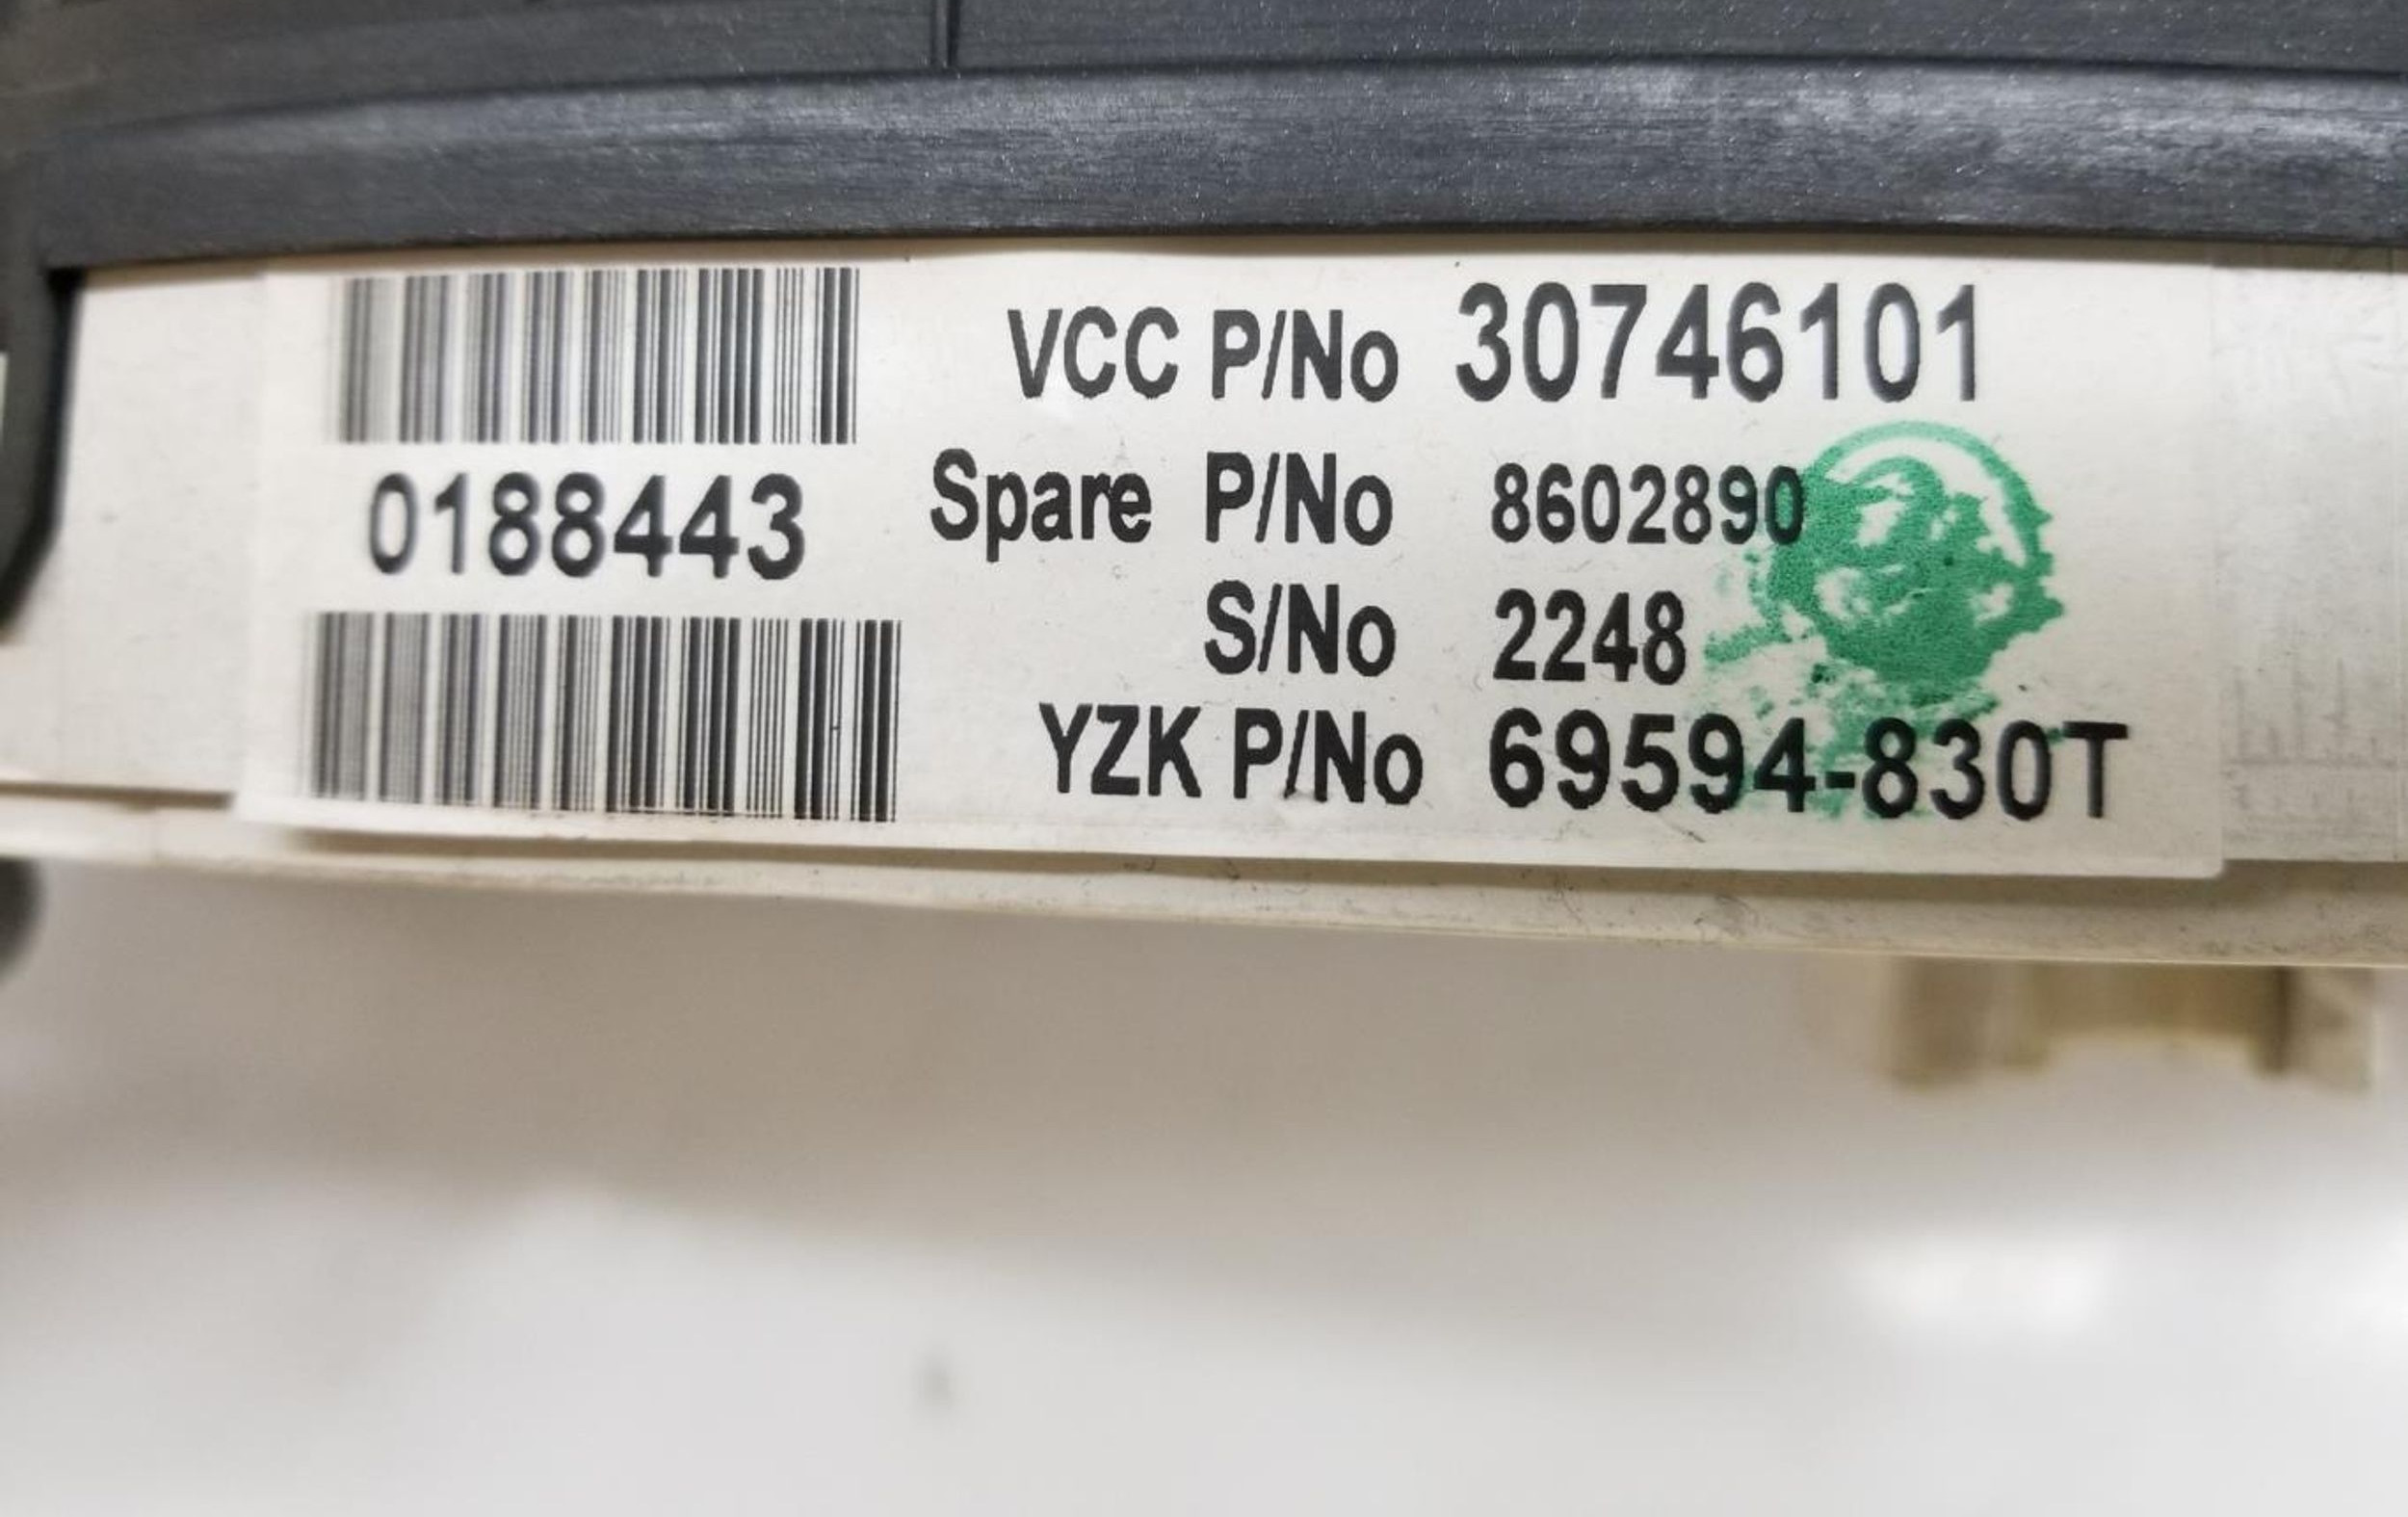 0188443
VCC P/No 30746101
Spare P/No 8602890
S/No 2248
YZK P/No 69594-830T